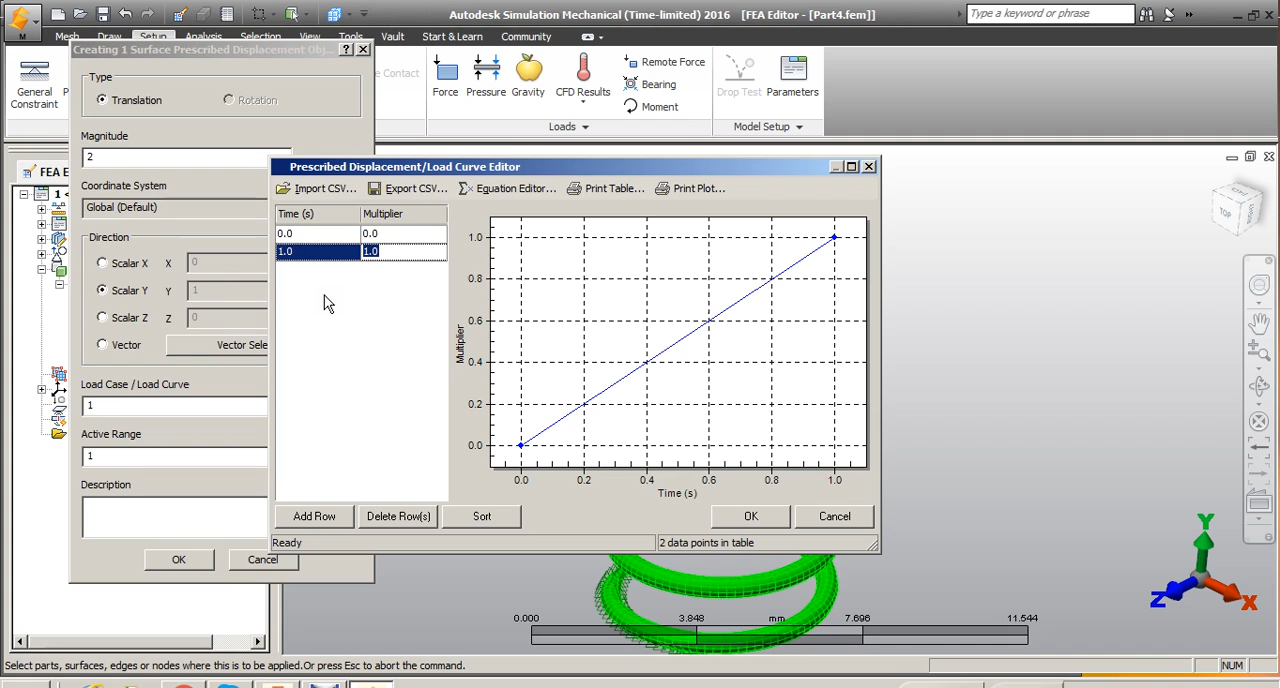 Autodesk Simulation Mechanical (Time-limited) 2016 [FEA Editor - [Part4.fem]]
Type a keyword or phrase
M
Mesh Draw Setup Analysis Selection View Tools Vault Start & Learn Community
Creating 1 Surface Prescribed Displacement Obj...
General
Constraint
e Contact
Force
Pressure
Gravity
CFD Results
Remote Force
Bearing
Moment
Drop Test
Parameters
Loads
Model Setup
Type
Translation
Rotation
Magnitude
2
Coordinate System
Global (Default)
Direction
Scalar X X 0
Scalar Y Y 1
Scalar Z Z 0
Vector
Vector Sele
Load Case / Load Curve
1
Active Range
1
Description
OK
Cancel
FEA E
1 <
Prescribed Displacement/Load Curve Editor
Import CSV... Export CSV... Equation Editor... Print Table... Print Plot...
Time (s) Multiplier
0.0 0.0
1.0 1.0
1.0
0.8
0.6
0.4
0.2
0.0
Multiplier
0.0 0.2 0.4 0.6 0.8 1.0
Time (s)
Add Row
Delete Row(s)
Sort
OK
Cancel
Ready
2 data points in table
TOP
Y
Z
X
0.000 3.848 mm 7.696 11.544
Select parts, surfaces, edges or nodes where this is to be applied.Or press Esc to abort the command.
NUM